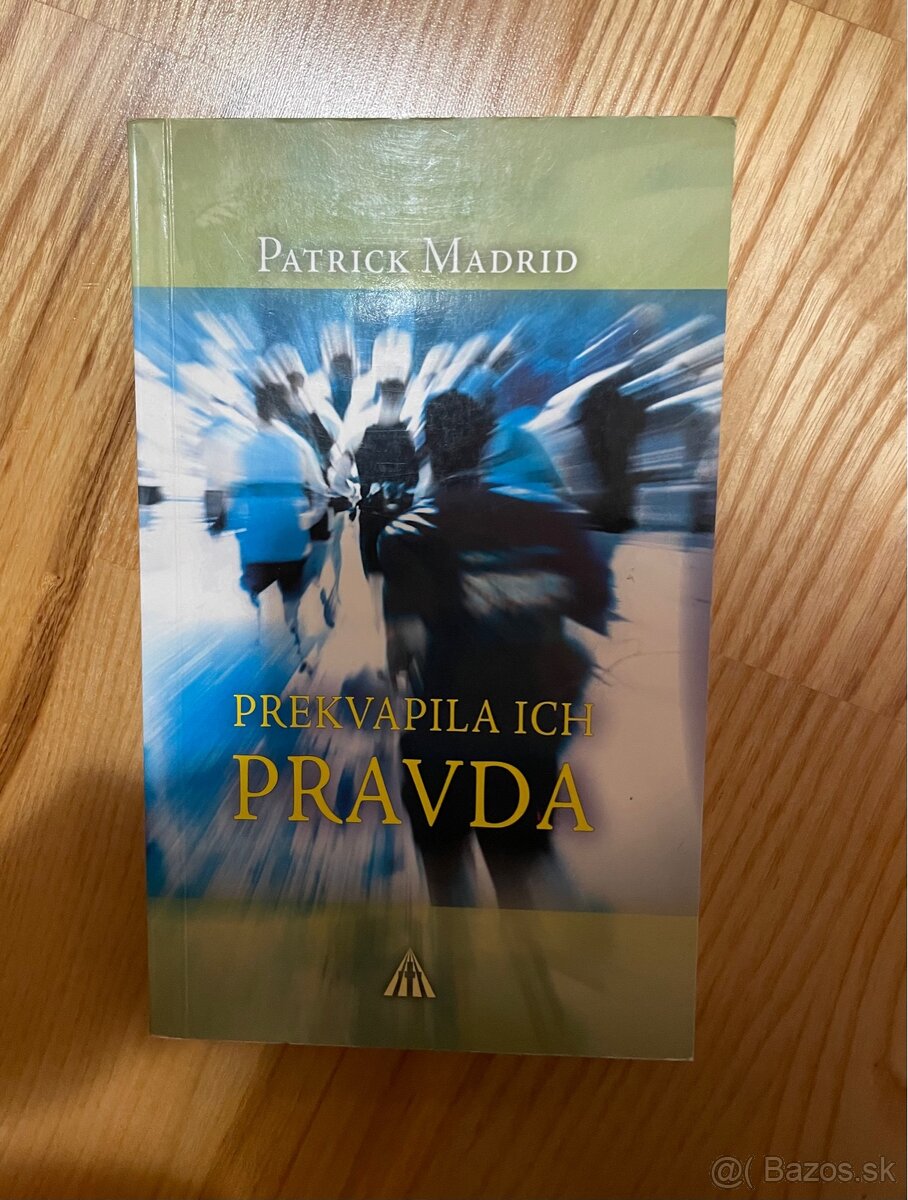 PATRICK MADRID
PREKVAPILA ICH
PRAVDA
@( Bazos.sk